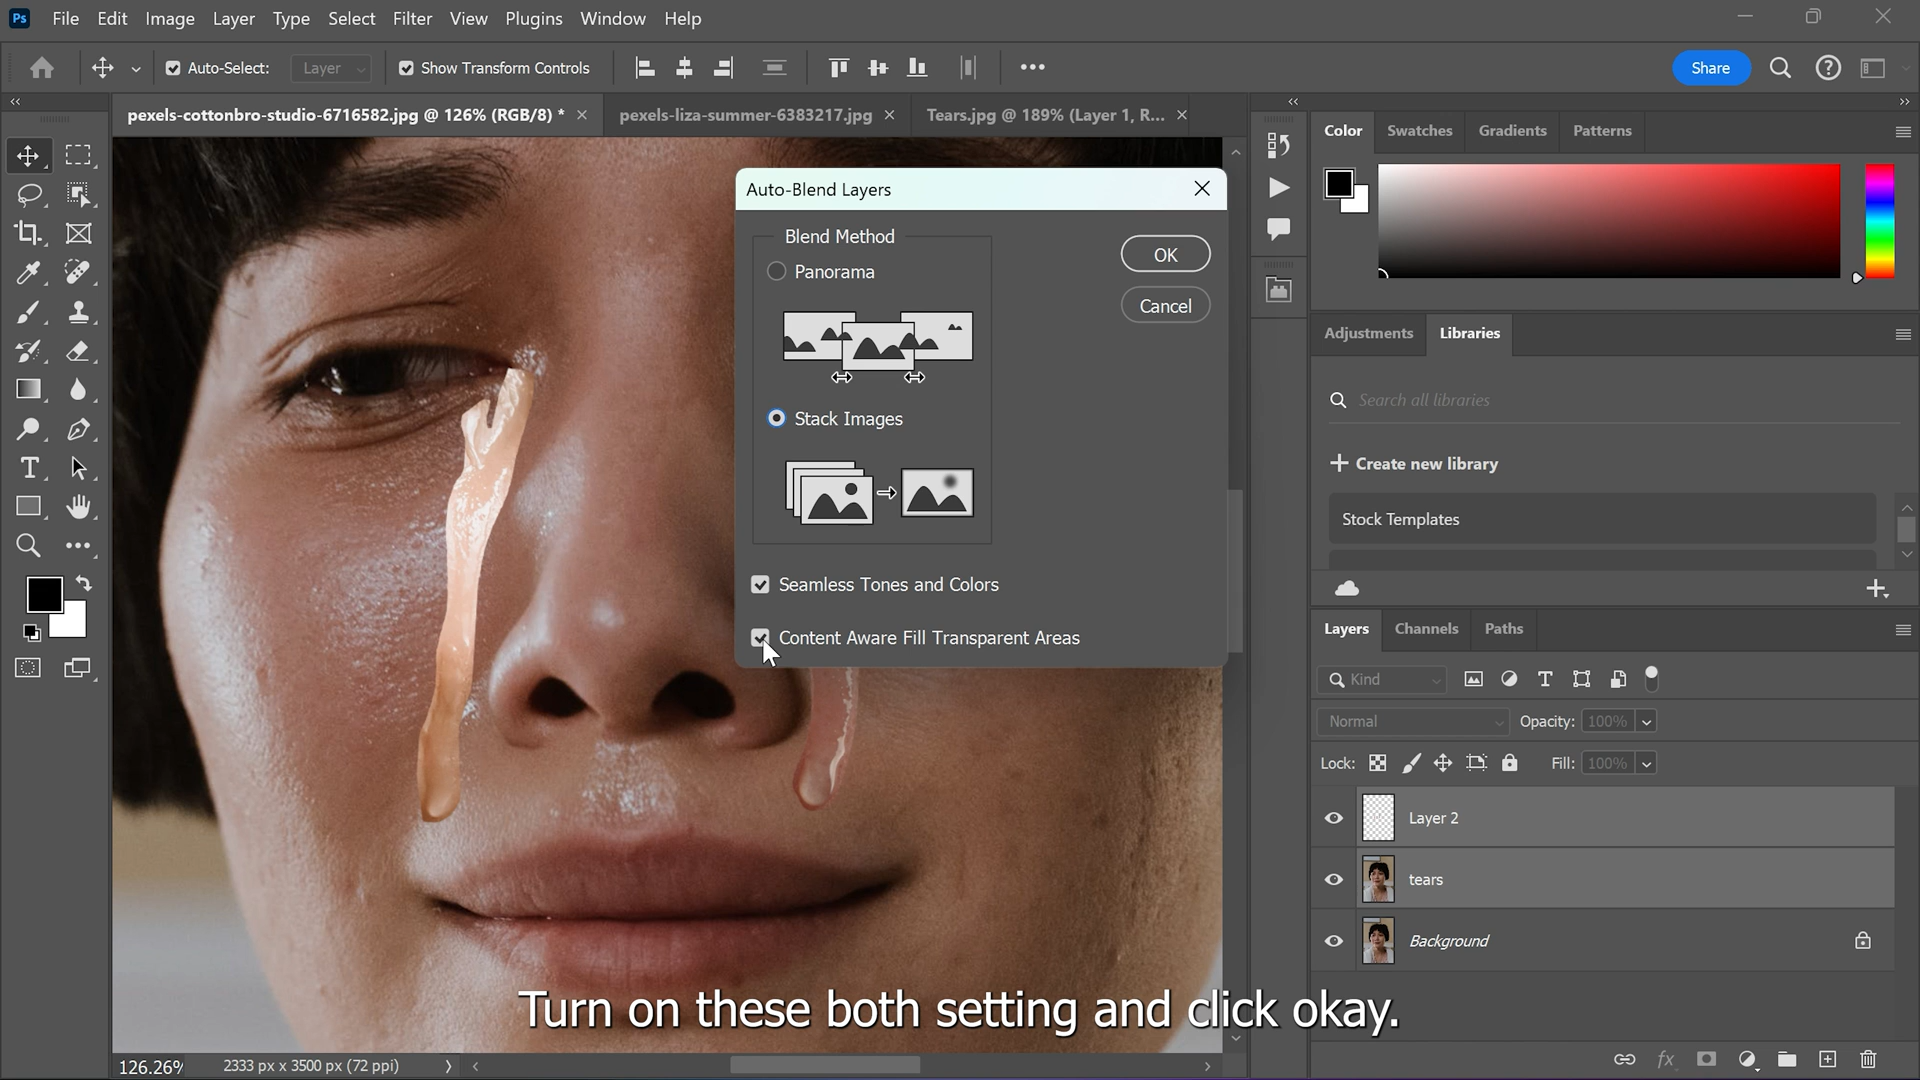 Ps File Edit Image Layer Type Select Filter View Plugins Window Help
Auto-Select: Layer Show Transform Controls Share
pexels-cottonbro-studio-6716582.jpg @ 126% (RGB/8) * pexels-liza-summer-6383217.jpg Tears.jpg @ 189% (Layer 1, R...
Color Swatches Gradients Patterns
Auto-Blend Layers
Blend Method
Panorama
Stack Images
Seamless Tones and Colors
Content Aware Fill Transparent Areas
OK
Cancel
Adjustments Libraries
Search all libraries
Create new library
Stock Templates
Layers Channels Paths
Kind
Normal Opacity: 100%
Lock: Fill: 100%
Layer 2
tears
Background
fx
Turn on these both setting and click okay.
126.26% 2333 px x 3500 px (72 ppi)